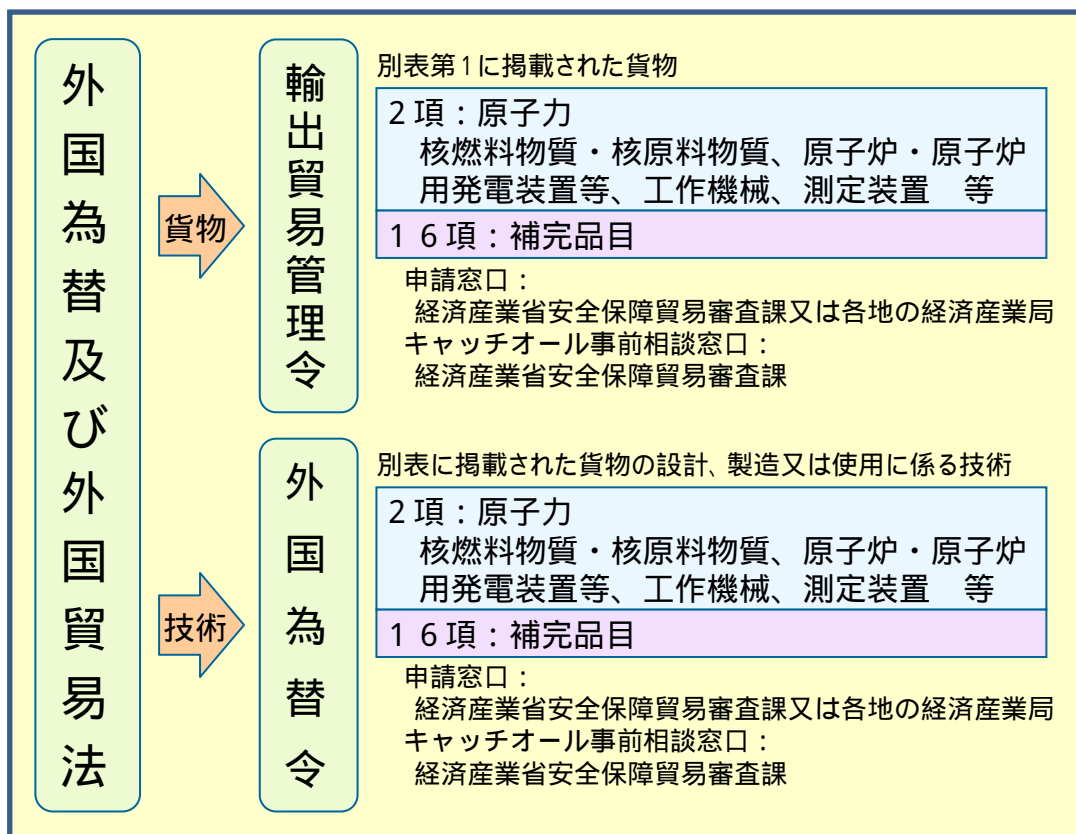 外国為替及び外国貿易法
貨物
輸出貿易管理令
別表第1に掲載された貨物
2項:原子力
核燃料物質・核原料物質、原子炉・原子炉
用発電装置等、工作機械、測定装置 等
16項:補完品目
申請窓口:
経済産業省安全保障貿易審査課又は各地の経済産業局
キャッチオール事前相談窓口:
経済産業省安全保障貿易審査課
技術
外国為替令
別表に掲載された貨物の設計、製造又は使用に係る技術
2項:原子力
核燃料物質・核原料物質、原子炉・原子炉
用発電装置等、工作機械、測定装置 等
16項:補完品目
申請窓口:
経済産業省安全保障貿易審査課又は各地の経済産業局
キャッチオール事前相談窓口:
経済産業省安全保障貿易審査課